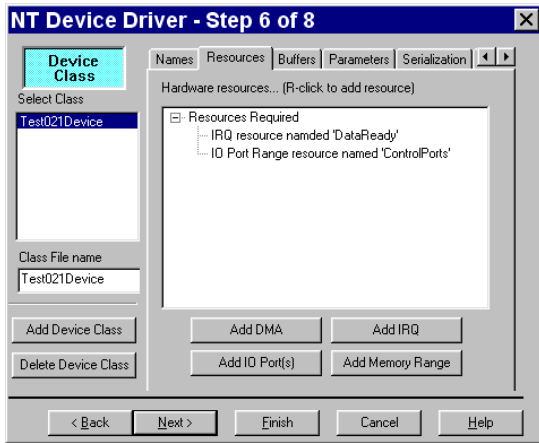 NT Device Driver - Step 6 of 8
Device
Class
Select Class
Test021Device
Class File name
Test021Device
Add Device Class
Delete Device Class
Names Resources Buffers Parameters Serialization
Hardware resources... (R-click to add resource)
Resources Required
IRQ resource namded 'DataReady'
IO Port Range resource named 'ControlPorts'
Add DMA Add IRQ
Add IO Port(s) Add Memory Range
< Back Next > Finish Cancel Help